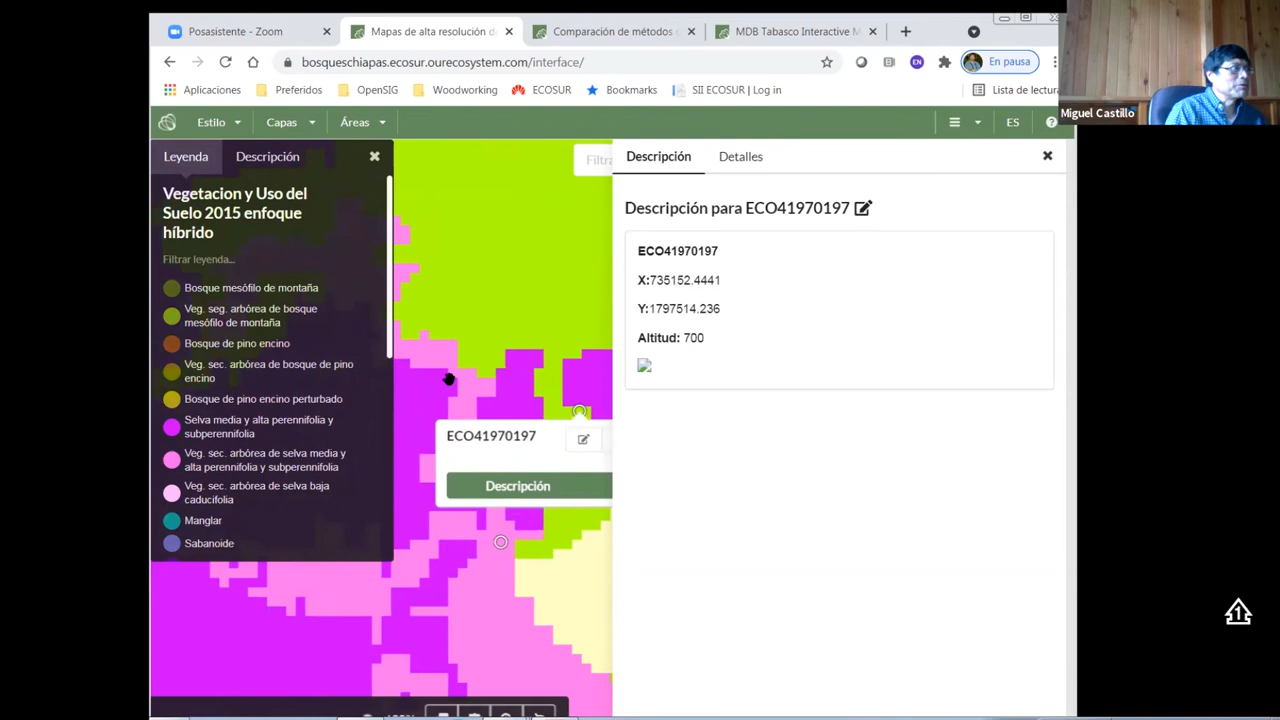 Posasistente - Zoom
Mapas de alta resolución de
Comparación de métodos d
MDB Tabasco Interactive M
bosqueschiapas.ecosur.ourecosystem.com/interface/
EN
En pausa
Aplicaciones
Preferidos
OpenSIG
Woodworking
ECOSUR
Bookmarks
SII ECOSUR | Log in
Lista de lectura
Miguel Castillo
Estilo
Capas
Áreas
ES
Leyenda
Descripción
Vegetacion y Uso del
Suelo 2015 enfoque
híbrido
Filtrar leyenda...
Bosque mesófilo de montaña
Veg. seg. arbórea de bosque
mesófilo de montaña
Bosque de pino encino
Veg. sec. arbórea de bosque de pino
encino
Bosque de pino encino perturbado
Selva media y alta perennifolia y
subperennifolia
Veg. sec. arbórea de selva media y
alta perennifolia y subperennifolia
Veg. sec. arbórea de selva baja
caducifolia
Manglar
Sabanoide
Filtra
ECO41970197
Descripción
Descripción
Detalles
Descripción para ECO41970197
ECO41970197
X:735152.4441
Y:1797514.236
Altitud: 700
1